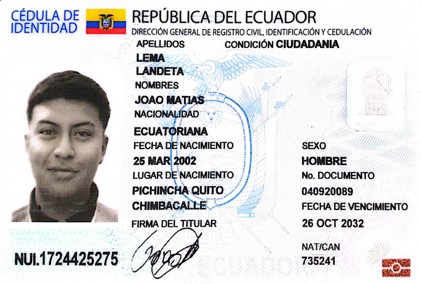 CÉDULA DE
IDENTIDAD
REPÚBLICA DEL ECUADOR
DIRECCIÓN GENERAL DE REGISTRO CIVIL, IDENTIFICACIÓN Y CEDULACIÓN
APELLIDOS CONDICIÓN CIUDADANIA
LEMA
LANDETA
NOMBRES
JOAO MATIAS
NACIONALIDAD
ECUATORIANA
FECHA DE NACIMIENTO SEXO
25 MAR 2002 HOMBRE
LUGAR DE NACIMIENTO No. DOCUMENTO
PICHINCHA QUITO 040920089
CHIMBACALLE FECHA DE VENCIMIENTO
FIRMA DEL TITULAR 26 OCT 2032
NAT/CAN
NUI.1724425275 735241
ECUADOR